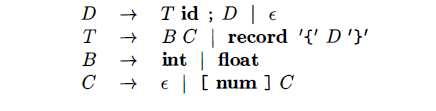 D → T id ; D | ϵ
T → B C | record '{' D '}'
B → int | float
C → ϵ | [ num ] C